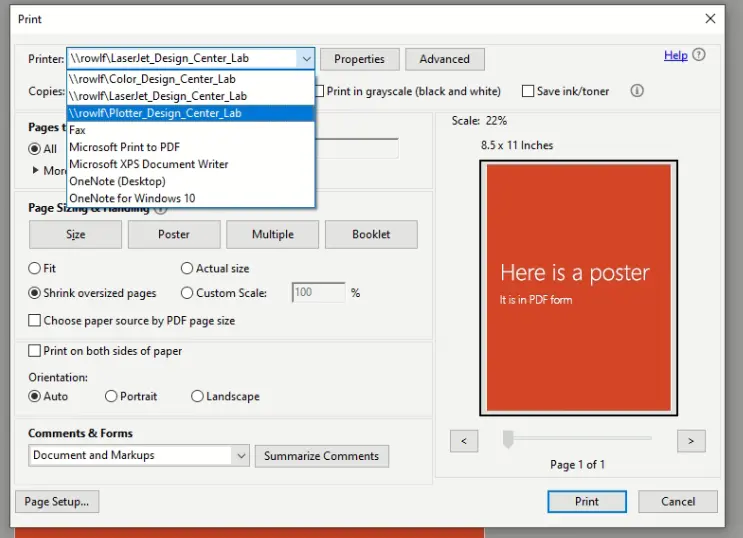 Print
Printer: \\rowlf\LaserJet_Design_Center_Lab Properties Advanced Help
\\rowlf\Color_Design_Center_Lab
\\rowlf\LaserJet_Design_Center_Lab
\\rowlf\Plotter_Design_Center_Lab
Fax
Microsoft Print to PDF
Microsoft XPS Document Writer
OneNote (Desktop)
OneNote for Windows 10
Copies: Print in grayscale (black and white) Save ink/toner
Pages t
All
More
Page Sizing & Handling
Size Poster Multiple Booklet
Fit Actual size
Shrink oversized pages Custom Scale: 100 %
Choose paper source by PDF page size
Print on both sides of paper
Orientation:
Auto Portrait Landscape
Comments & Forms
Document and Markups Summarize Comments
Scale: 22%
8.5 x 11 Inches
Here is a poster
It is in PDF form
< >
Page 1 of 1
Page Setup... Print Cancel